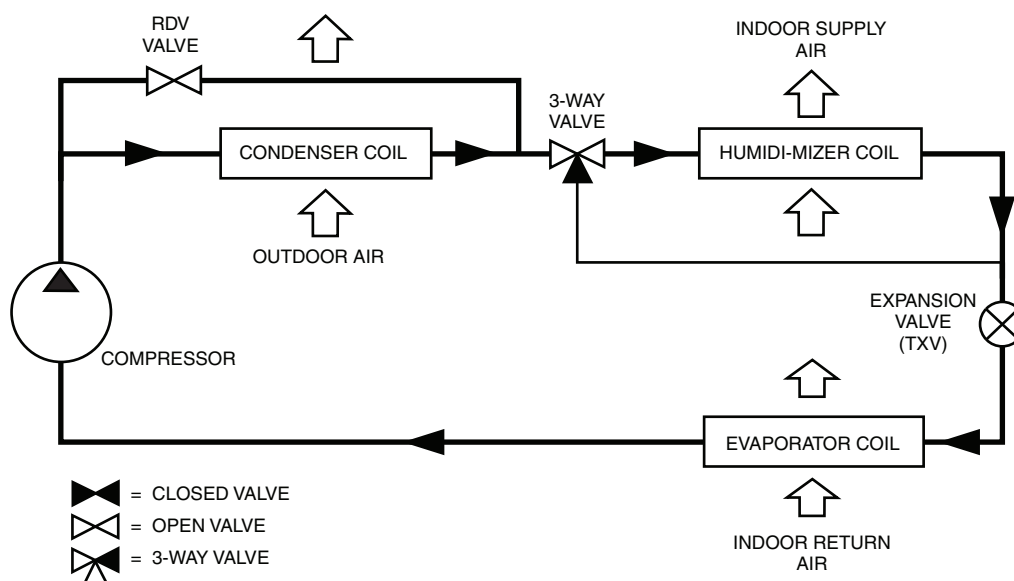 RDV
VALVE
INDOOR SUPPLY
AIR
3-WAY
VALVE
CONDENSER COIL
HUMIDI-MIZER COIL
OUTDOOR AIR
EXPANSION
VALVE
(TXV)
COMPRESSOR
EVAPORATOR COIL
= CLOSED VALVE
= OPEN VALVE
= 3-WAY VALVE
INDOOR RETURN
AIR